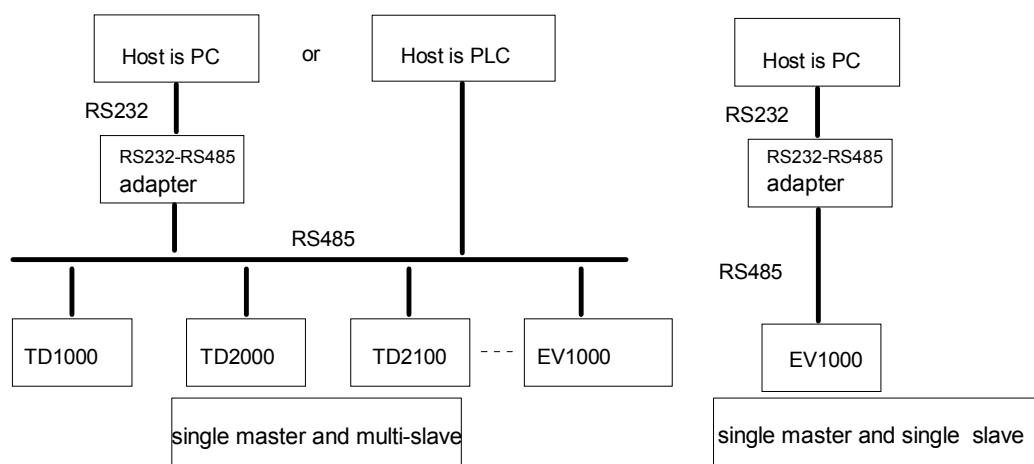 Host is PC
or
Host is PLC
RS232
RS232-RS485
adapter
RS485
TD1000
TD2000
TD2100
EV1000
single master and multi-slave
Host is PC
RS232
RS232-RS485
adapter
RS485
EV1000
single master and single slave